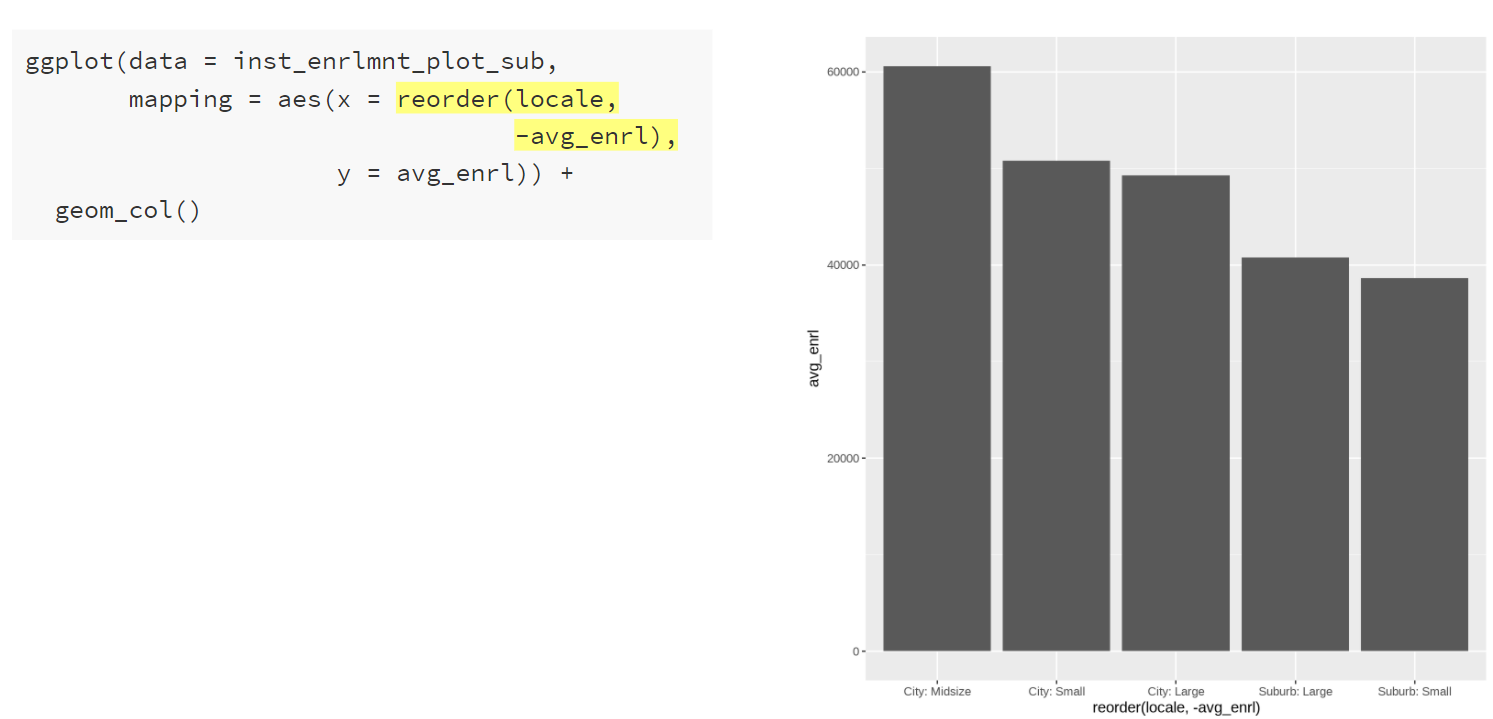 ggplot(data = inst_enrlmnt_plot_sub,
mapping = aes(x = reorder(locale,
-avg_enrl),
y = avg_enrl)) +
geom_col()
60000
40000
20000
0
avg_enrl
City: Midsize
City: Small
City: Large
Suburb: Large
Suburb: Small
reorder(locale, -avg_enrl)